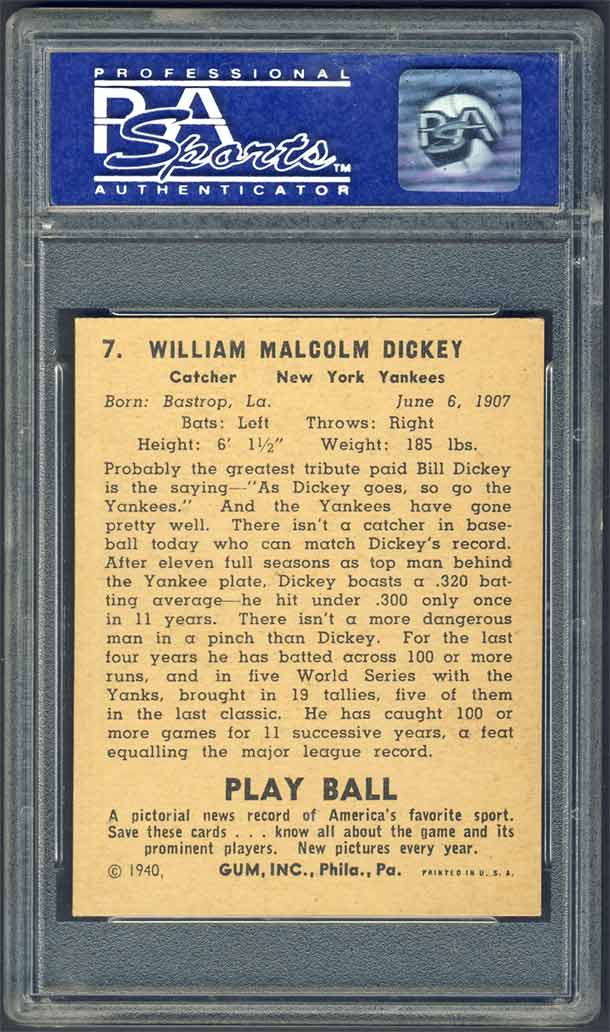 PROFESSIONAL
PSA
Sports™
AUTHENTICATOR
PSA
7. WILLIAM MALCOLM DICKEY
Catcher New York Yankees
Born: Bastrop, La. June 6, 1907
Bats: Left Throws: Right
Height: 6' 1½" Weight: 185 lbs.
Probably the greatest tribute paid Bill Dickey
is the saying—"As Dickey goes, so go the
Yankees." And the Yankees have gone
pretty well. There isn't a catcher in base-
ball today who can match Dickey's record.
After eleven full seasons as top man behind
the Yankee plate, Dickey boasts a .320 bat-
ting average—he hit under .300 only once
in 11 years. There isn't a more dangerous
man in a pinch than Dickey. For the last
four years he has batted across 100 or more
runs, and in five World Series with the
Yanks, brought in 19 tallies, five of them
in the last classic. He has caught 100 or
more games for 11 successive years, a feat
equalling the major league record.
PLAY BALL
A pictorial news record of America's favorite sport.
Save these cards . . . know all about the game and its
prominent players. New pictures every year.
© 1940, GUM, INC., Phila., Pa. PRINTED IN U. S. A.